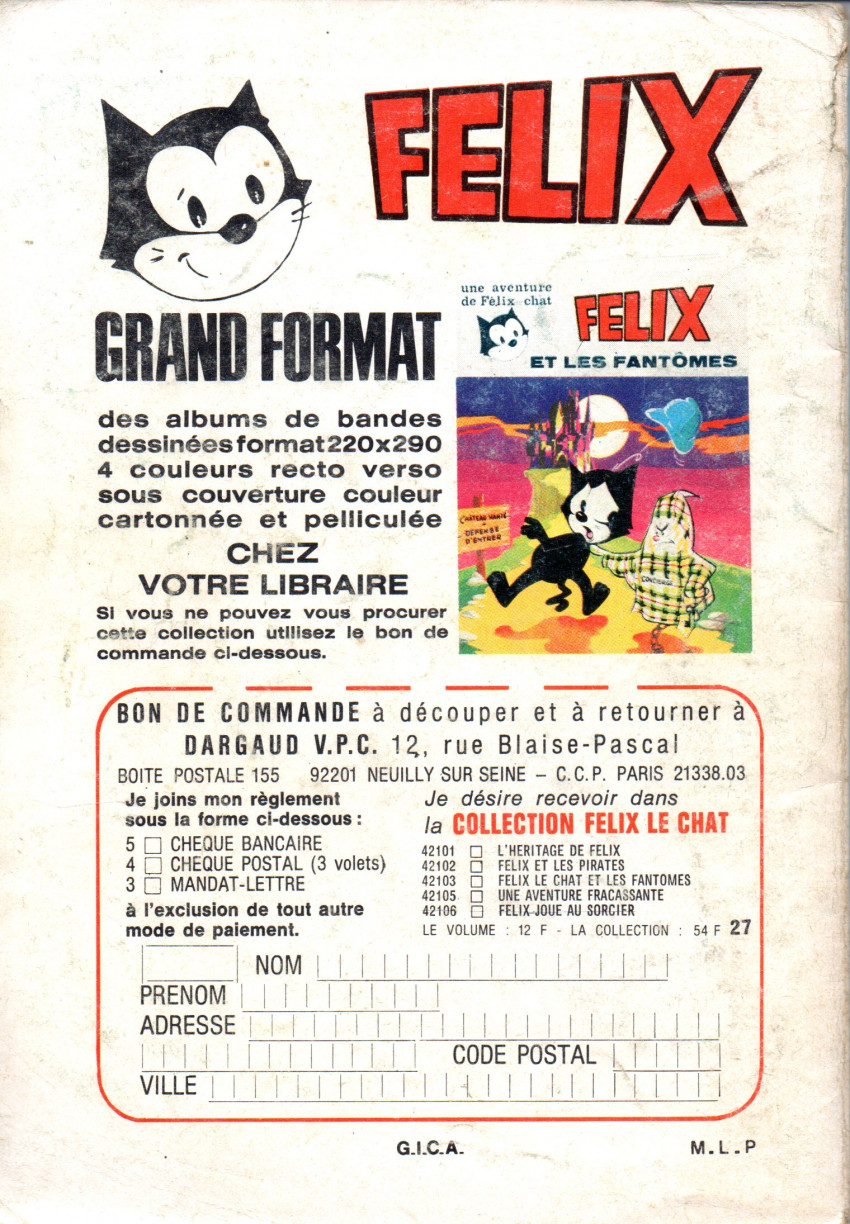 FELIX
GRAND FORMAT
des albums de bandes
dessinées format 220x290
4 couleurs recto verso
sous couverture couleur
cartonnée et pelliculée
CHEZ
VOTRE LIBRAIRE
Si vous ne pouvez vous procurer
cette collection utilisez le bon de
commande ci-dessous.
une aventure
de Fèlix chat
FELIX
ET LES FANTÔMES
CHATEAU HANTÉ
DÉFENSE
D'ENTRER
CONCIERGE
BON DE COMMANDE à découper et à retourner à
DARGAUD V.P.C. 12, rue Blaise-Pascal
BOITE POSTALE 155 92201 NEUILLY SUR SEINE – C.C.P. PARIS 21338.03
Je joins mon règlement
sous la forme ci-dessous :
5 □ CHEQUE BANCAIRE
4 □ CHEQUE POSTAL (3 volets)
3 □ MANDAT-LETTRE
à l'exclusion de tout autre
mode de paiement.
Je désire recevoir dans
la COLLECTION FELIX LE CHAT
42101 □ L'HERITAGE DE FELIX
42102 □ FELIX ET LES PIRATES
42103 □ FELIX LE CHAT ET LES FANTOMES
42105 □ UNE AVENTURE FRACASSANTE
42106 □ FELIX JOUE AU SORCIER
LE VOLUME : 12 F - LA COLLECTION : 54 F 27
NOM
PRENOM
ADRESSE
CODE POSTAL
VILLE
G.I.C.A.
M.L.P